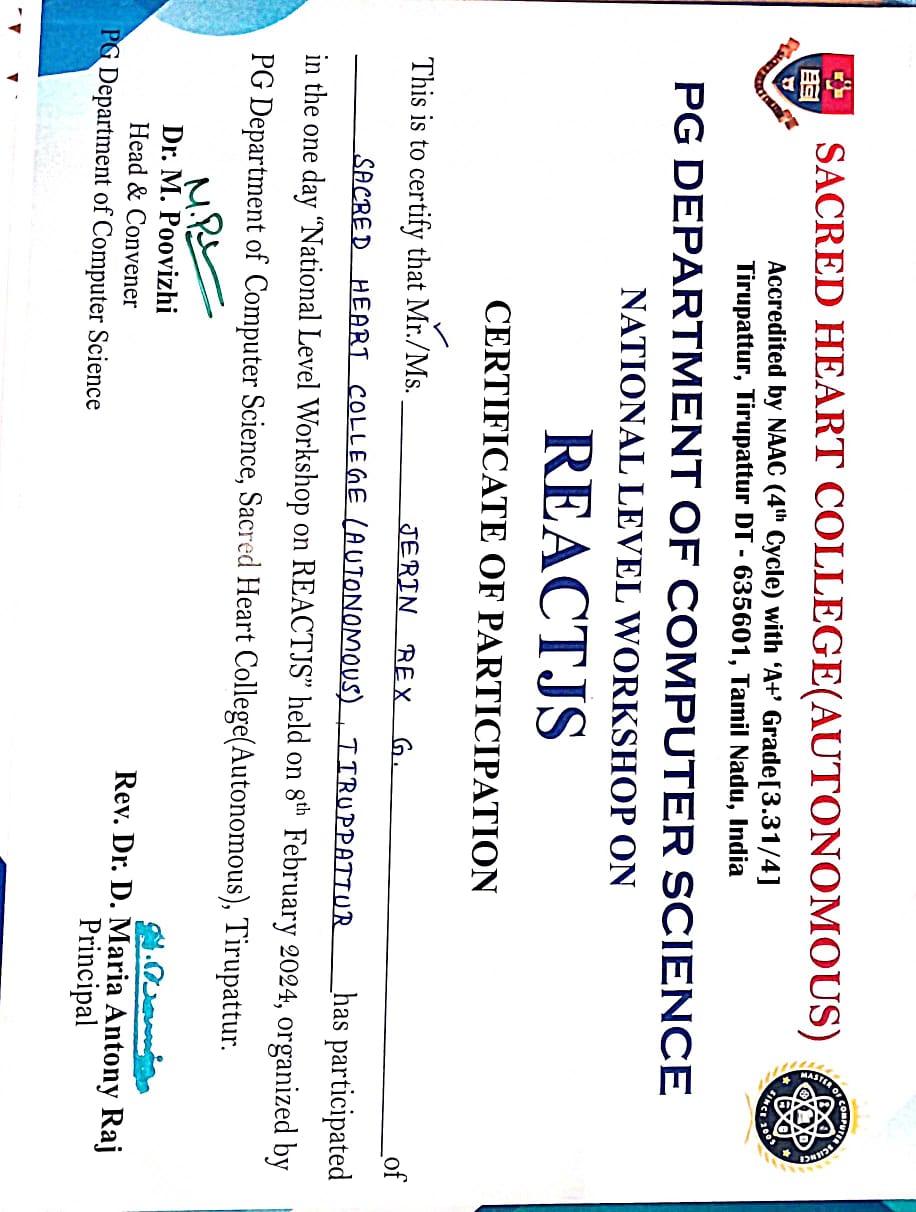 SACRED HEART COLLEGE(AUTONOMOUS)
MASTER OF COMPUTER SCIENCE
SINCE 2003
Accredited by NAAC (4th Cycle) with ‘A+’ Grade[3.31/4]
Tirupattur, Tirupattur DT - 635601, Tamil Nadu, India
PG DEPARTMENT OF COMPUTER SCIENCE
NATIONAL LEVEL WORKSHOP ON
REACTJS
CERTIFICATE OF PARTICIPATION
This is to certify that Mr./Ms. JERIN REX G. of
SACRED HEART COLLEGE (AUTONOMOUS), TIRUPPATTUR has participated
in the one day “National Level Workshop on REACTJS” held on 8th February 2024, organized by
PG Department of Computer Science, Sacred Heart College(Autonomous), Tirupattur.
Dr. M. Poovizhi
Head & Convener
PG Department of Computer Science
Rev. Dr. D. Maria Antony Raj
Principal